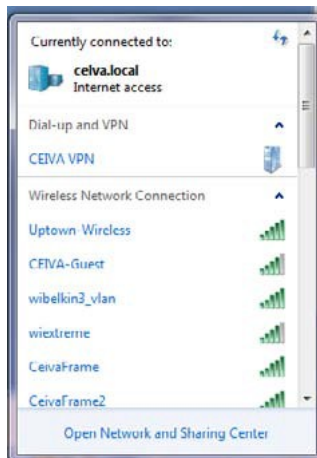 Currently connected to:
ceiva.local
Internet access
Dial-up and VPN
CEIVA VPN
Wireless Network Connection
Uptown-Wireless
CEIVA-Guest
wibelkin3_vlan
wiextreme
CeivaFrame
CeivaFrame2
Open Network and Sharing Center